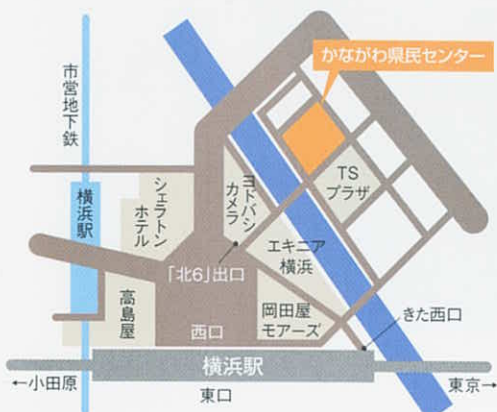 かながわ県民センター
市営地下鉄
横浜駅
シェラトン
ホテル
ヨドバシ
カメラ
TS
プラザ
「北6」出口
エキニア
横浜
高島屋
岡田屋
モアーズ
西口
きた西口
横浜駅
←小田原
東口
東京→